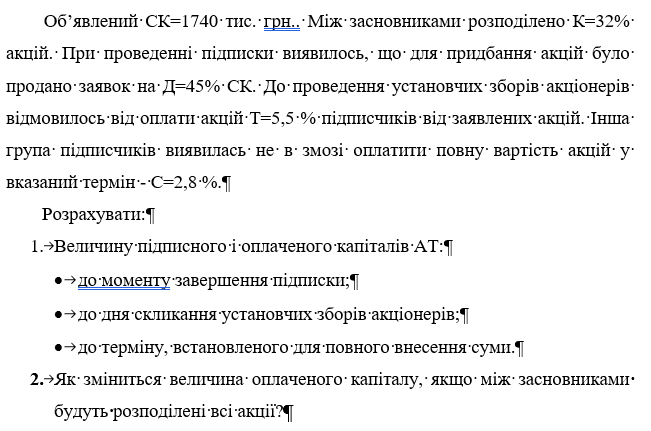 Об’явлений СК=1740 тис. грн.. Між засновниками розподілено К=32%
акцій. При проведенні підписки виявилось, що для придбання акцій було
продано заявок на Д=45% СК. До проведення установчих зборів акціонерів
відмовилось від оплати акцій Т=5,5 % підписчиків від заявлених акцій. Інша
група підписчиків виявилась не в змозі оплатити повну вартість акцій у
вказаний термін - С=2,8 %.¶
Розрахувати:¶
1.→Величину підписного і оплаченого капіталів АТ:¶
•→до моменту завершення підписки;¶
•→до дня скликання установчих зборів акціонерів;¶
•→до терміну, встановленого для повного внесення суми.¶
2.→Як зміниться величина оплаченого капіталу, якщо між засновниками
будуть розподілені всі акції?¶